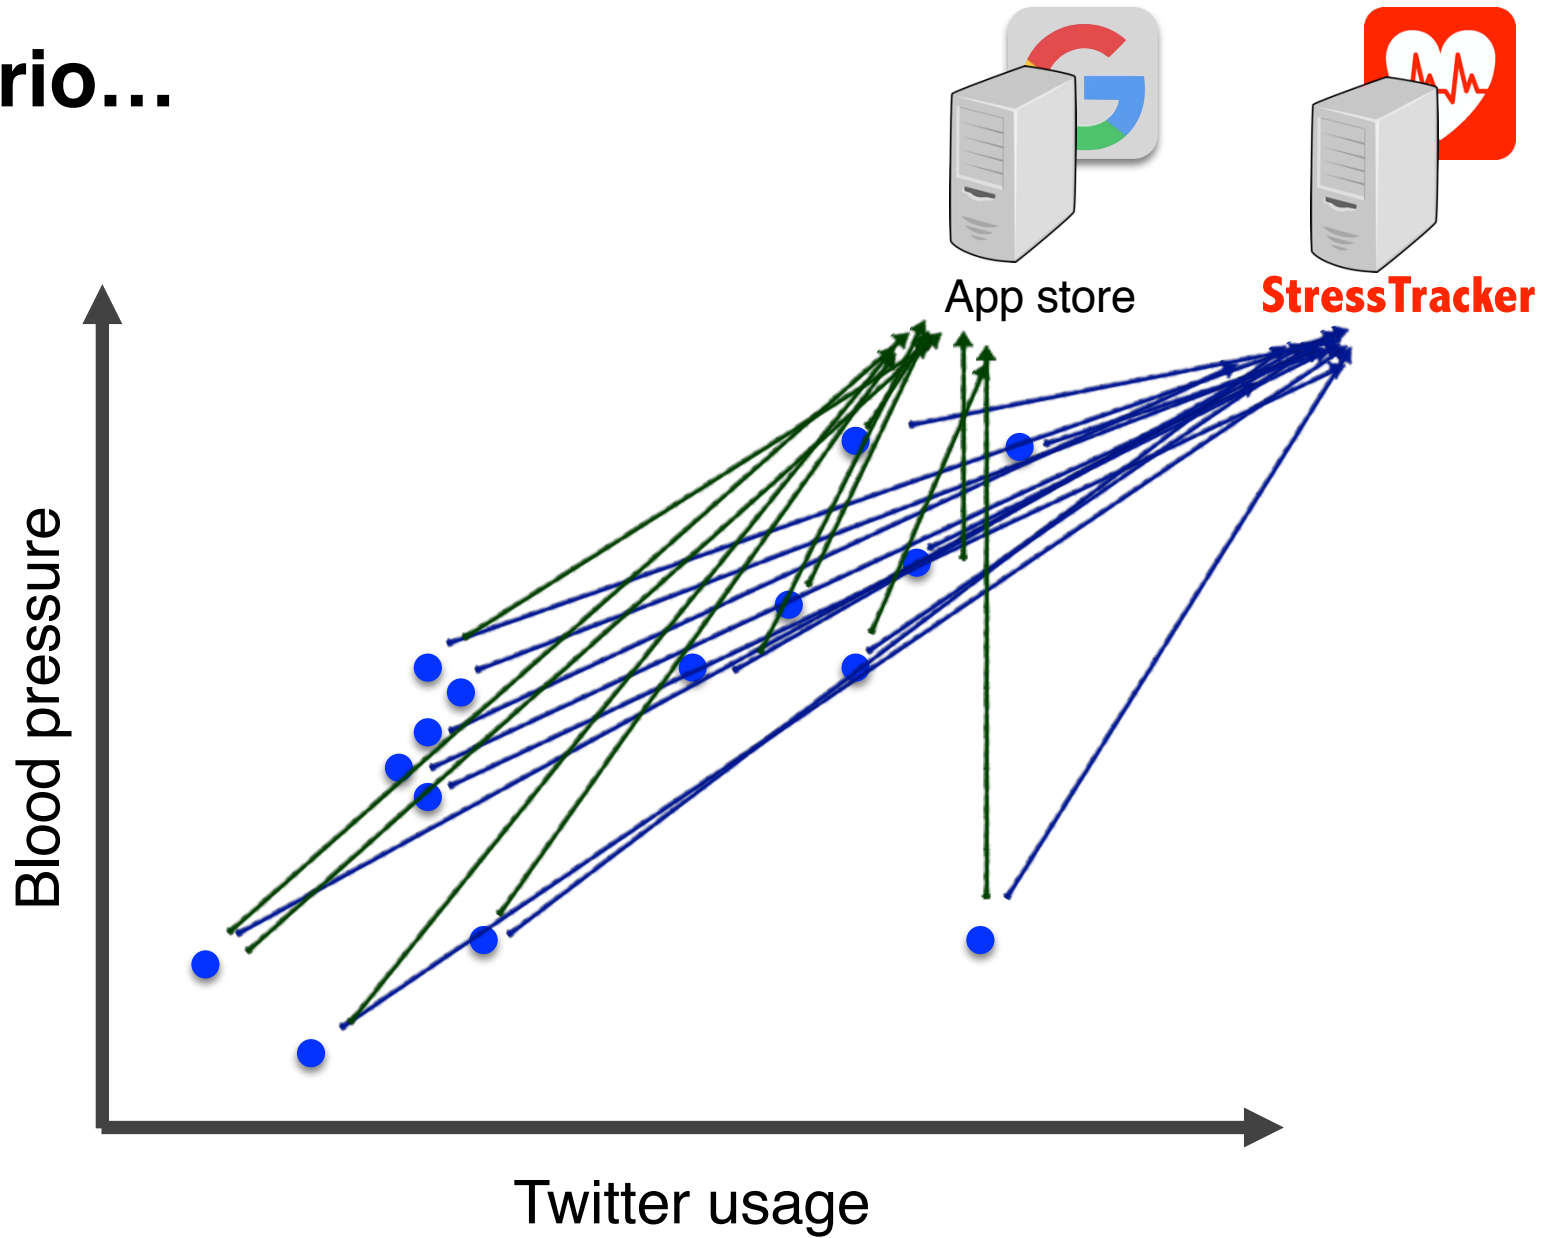 rio...
App store
StressTracker
Blood pressure
Twitter usage